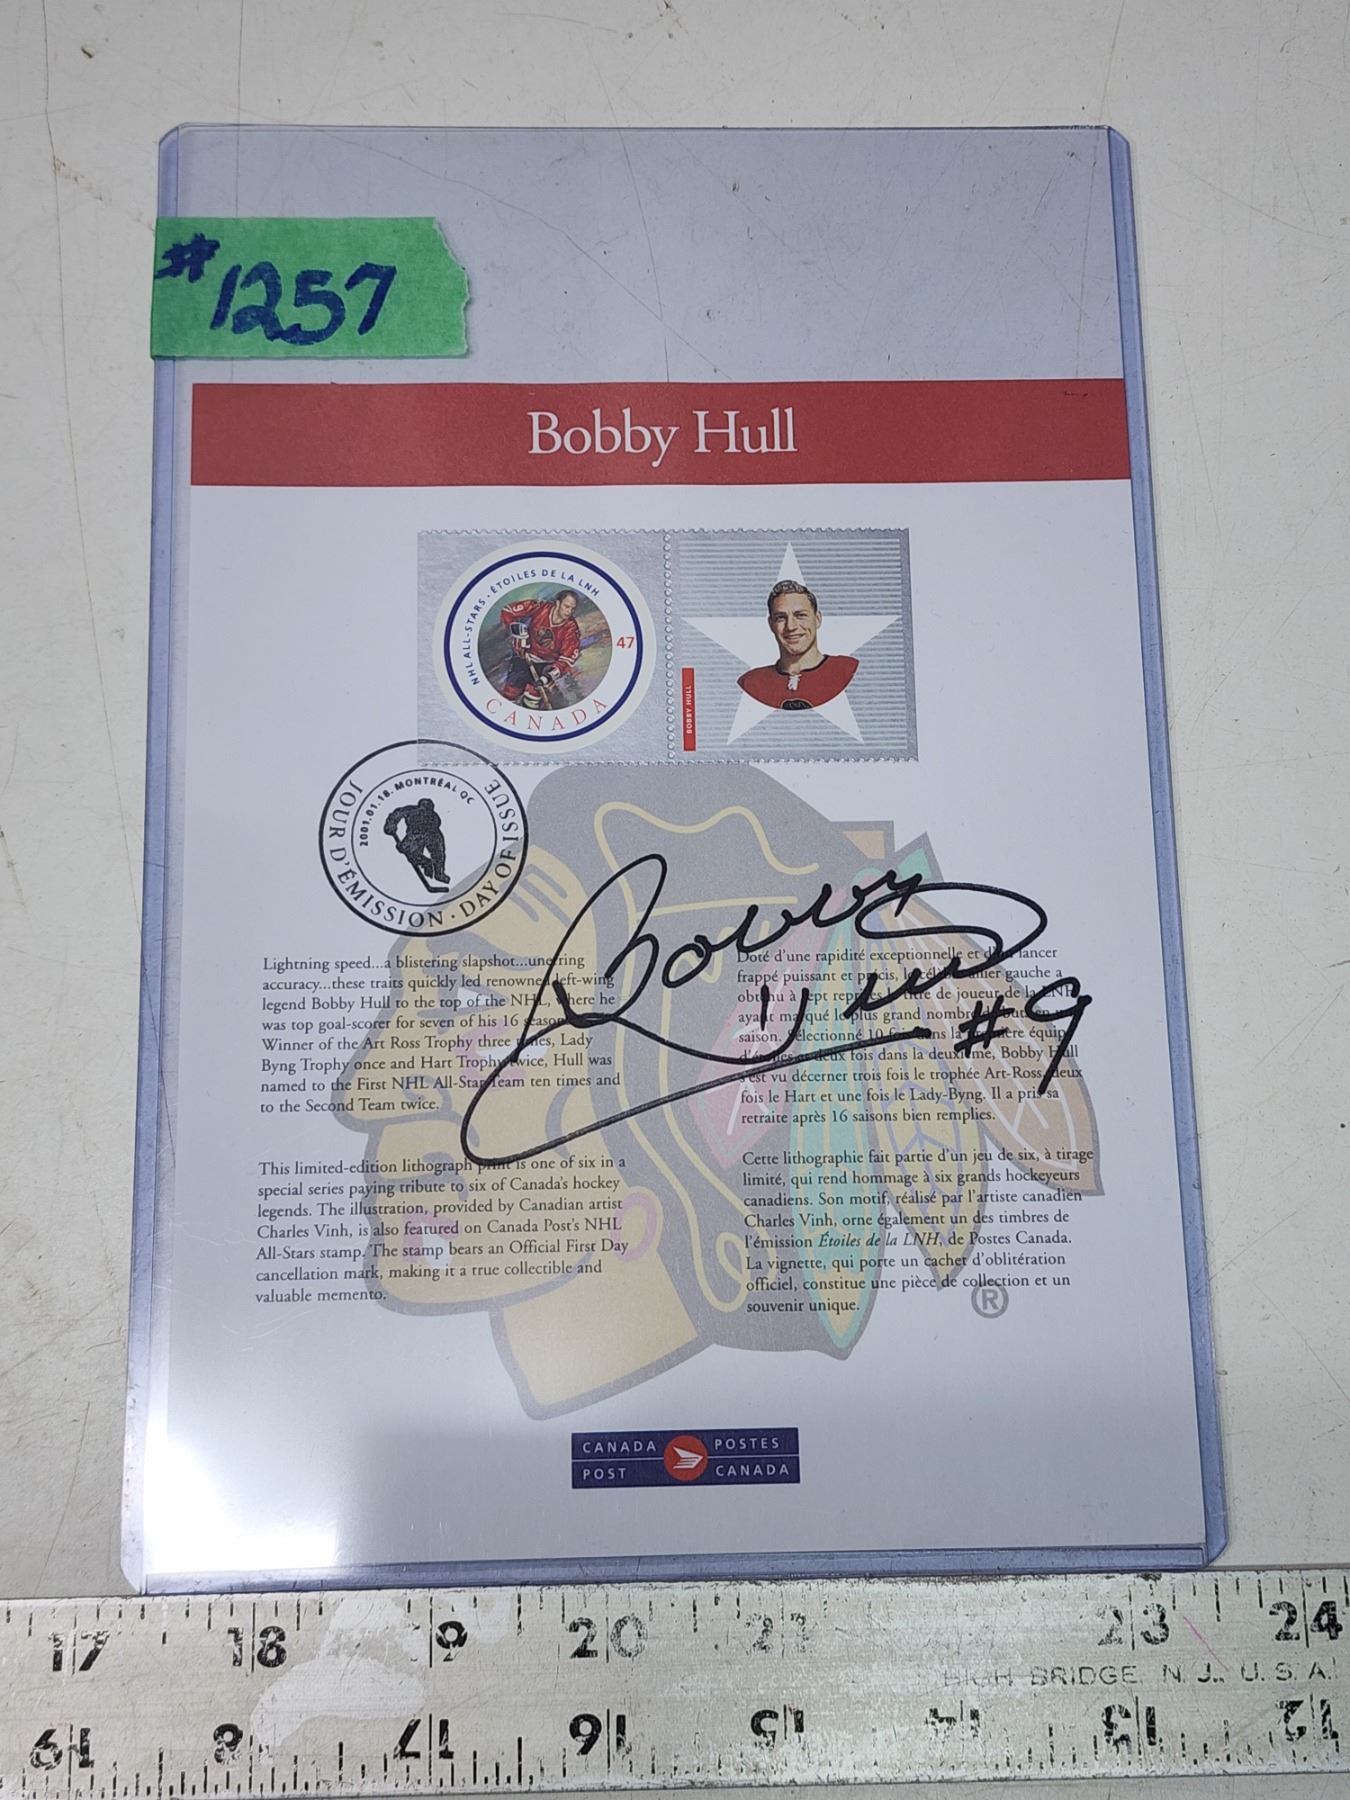 #1257
Bobby Hull
NHL ALL-STARS · ÉTOILES DE LA LNH
47
CANADA
BOBBY HULL
2001.01.18. MONTRÉAL QC
JOUR D'ÉMISSION · DAY OF ISSUE
Bobby Hull #9
Lightning speed...a blistering slapshot...unerring
accuracy...these traits quickly led renowned left-wing
legend Bobby Hull to the top of the NHL, where he
was top goal-scorer for seven of his 16 seasons.
Winner of the Art Ross Trophy three times, Lady
Byng Trophy once and Hart Trophy twice, Hull was
named to the First NHL All-Star Team ten times and
to the Second Team twice.
This limited-edition lithograph print is one of six in a
special series paying tribute to six of Canada's hockey
legends. The illustration, provided by Canadian artist
Charles Vinh, is also featured on Canada Post's NHL
All-Stars stamp. The stamp bears an Official First Day
cancellation mark, making it a true collectible and
valuable memento.
Doté d'une rapidité exceptionnelle et d'un lancer
frappé puissant et précis, le célèbre ailier gauche a
obtenu à sept reprises le titre de joueur de la LNH
ayant marqué le plus grand nombre de buts en une
saison. Sélectionné 10 fois dans la première équipe
d'étoiles et deux fois dans la deuxième, Bobby Hull
s'est vu décerner trois fois le trophée Art-Ross, deux
fois le Hart et une fois le Lady-Byng. Il a pris sa
retraite après 16 saisons bien remplies.
Cette lithographie fait partie d'un jeu de six, à tirage
limité, qui rend hommage à six grands hockeyeurs
canadiens. Son motif, réalisé par l'artiste canadien
Charles Vinh, orne également un des timbres de
l'émission Étoiles de la LNH, de Postes Canada.
La vignette, qui porte un cachet d'oblitération
officiel, constitue une pièce de collection et un
souvenir unique.
®
CANADA POSTES
POST CANADA
17 18 19 20 21 23 24
HIGH BRIDGE, N. J., U. S. A.
19 18 17 16 15 14 13 12